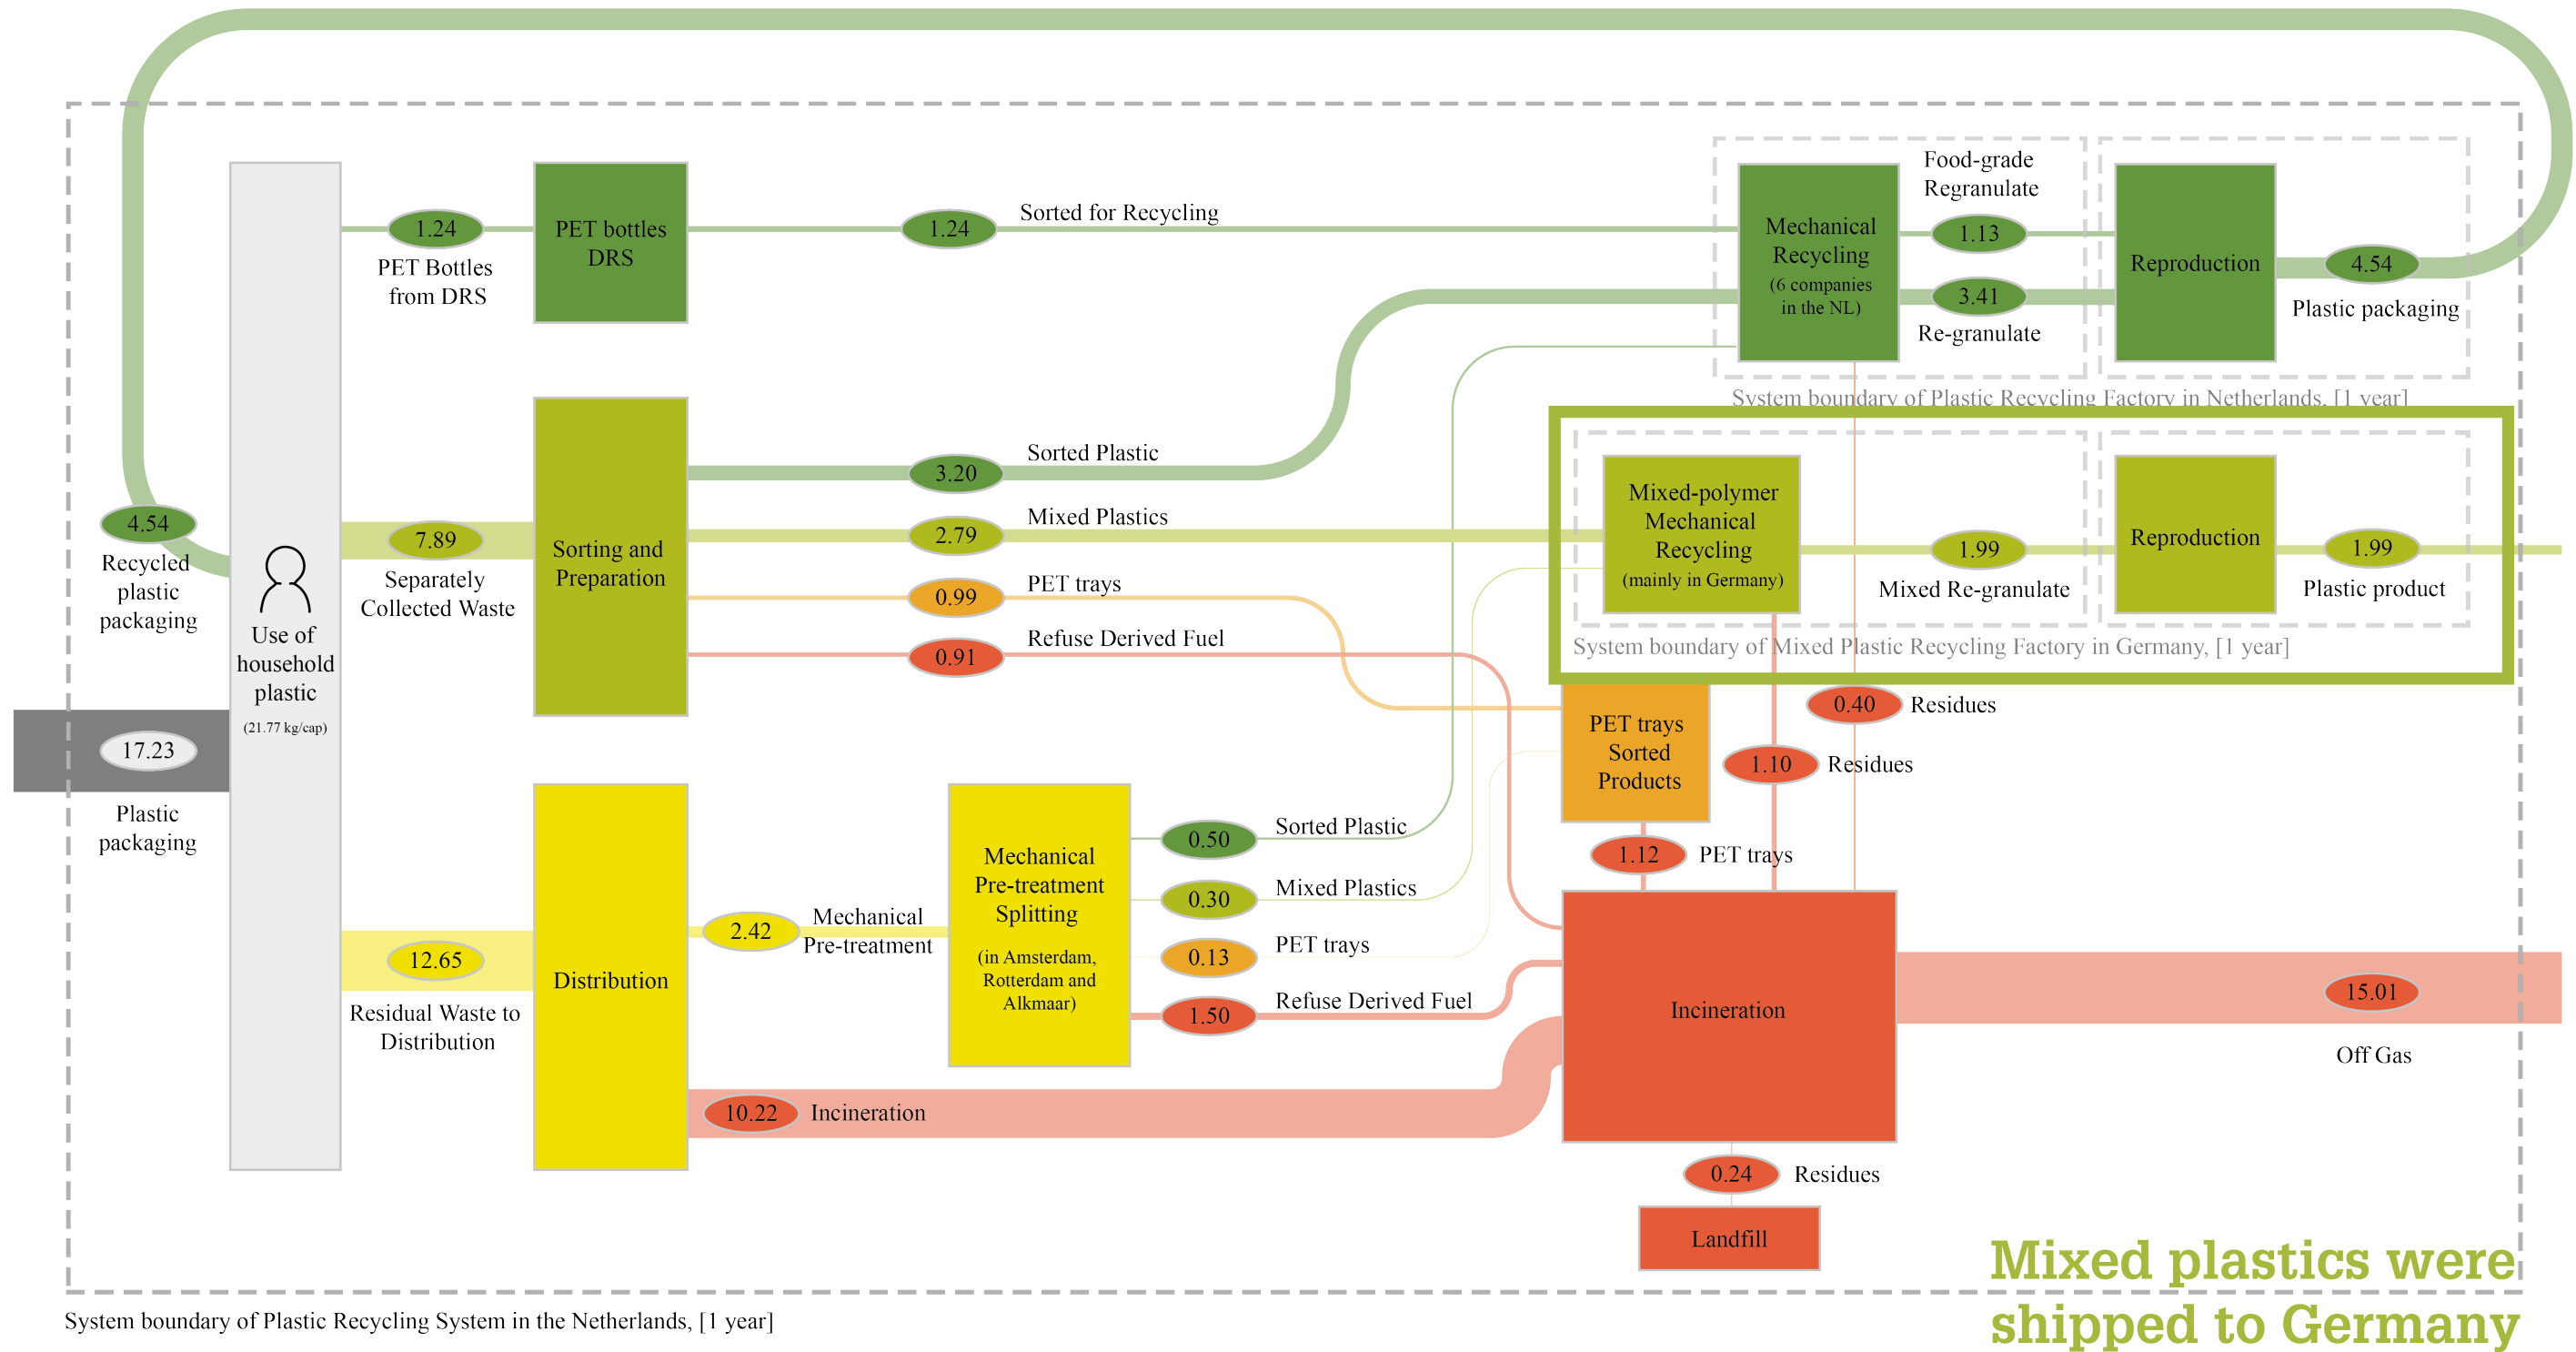 Food-grade
Regranulate
1.24
PET Bottles
from DRS
PET bottles
DRS
1.24
Sorted for Recycling
Mechanical
Recycling
(6 companies
in the NL)
1.13
3.41
Re-granulate
Reproduction
4.54
Plastic packaging
System boundary of Plastic Recycling Factory in Netherlands, [1 year]
4.54
Recycled
plastic
packaging
17.23
Plastic
packaging
Use of
household
plastic
(21.77 kg/cap)
7.89
Separately
Collected Waste
Sorting and
Preparation
3.20
Sorted Plastic
2.79
Mixed Plastics
0.99
PET trays
0.91
Refuse Derived Fuel
Mixed-polymer
Mechanical
Recycling
(mainly in Germany)
1.99
Mixed Re-granulate
Reproduction
1.99
Plastic product
System boundary of Mixed Plastic Recycling Factory in Germany, [1 year]
PET trays
Sorted
Products
0.40
Residues
1.10
Residues
1.12
PET trays
12.65
Residual Waste to
Distribution
Distribution
2.42
Mechanical
Pre-treatment
Mechanical
Pre-treatment
Splitting
(in Amsterdam,
Rotterdam and
Alkmaar)
0.50
Sorted Plastic
0.30
Mixed Plastics
0.13
PET trays
1.50
Refuse Derived Fuel
10.22
Incineration
Incineration
15.01
Off Gas
0.24
Residues
Landfill
Mixed plastics were
shipped to Germany
System boundary of Plastic Recycling System in the Netherlands, [1 year]